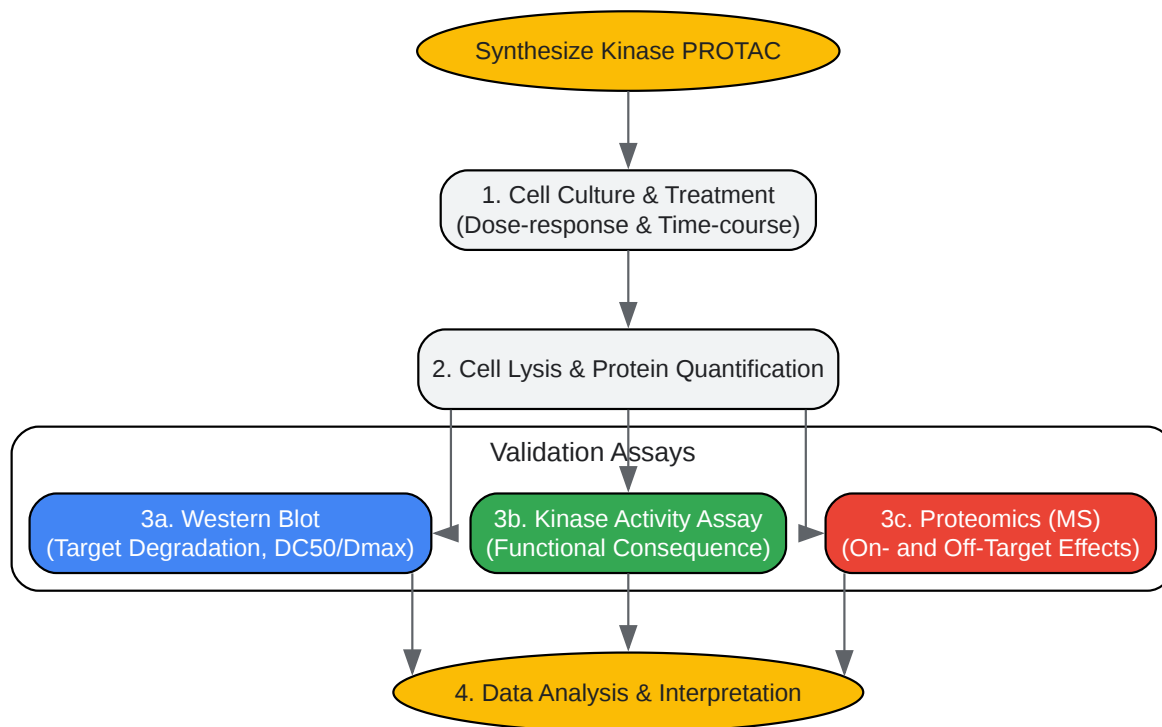 Synthesize Kinase PROTAC
1. Cell Culture & Treatment
(Dose-response & Time-course)
2. Cell Lysis & Protein Quantification
Validation Assays
3a. Western Blot
(Target Degradation, DC50/Dmax)
3b. Kinase Activity Assay
(Functional Consequence)
3c. Proteomics (MS)
(On- and Off-Target Effects)
4. Data Analysis & Interpretation